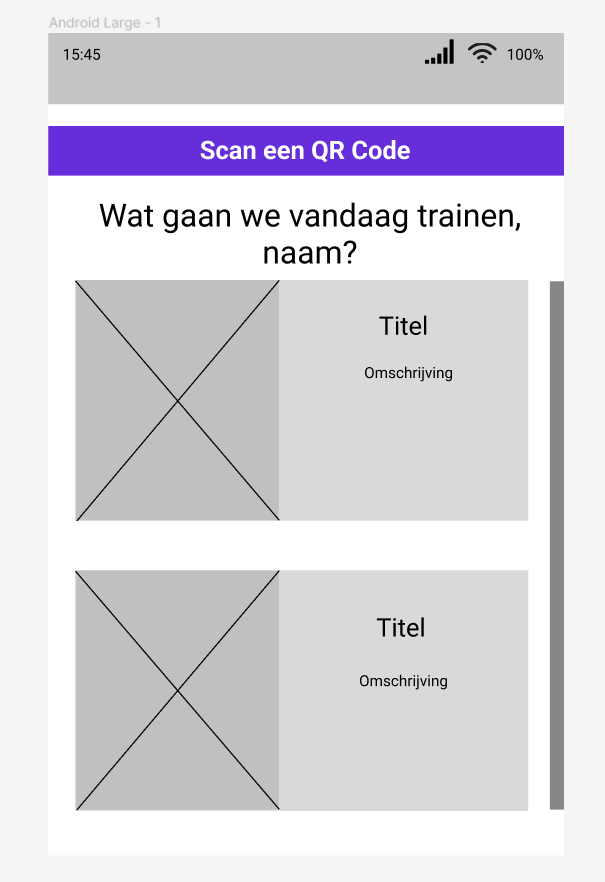 Android Large - 1
15:45
100%
Scan een QR Code
Wat gaan we vandaag trainen,
naam?
Titel
Omschrijving
Titel
Omschrijving